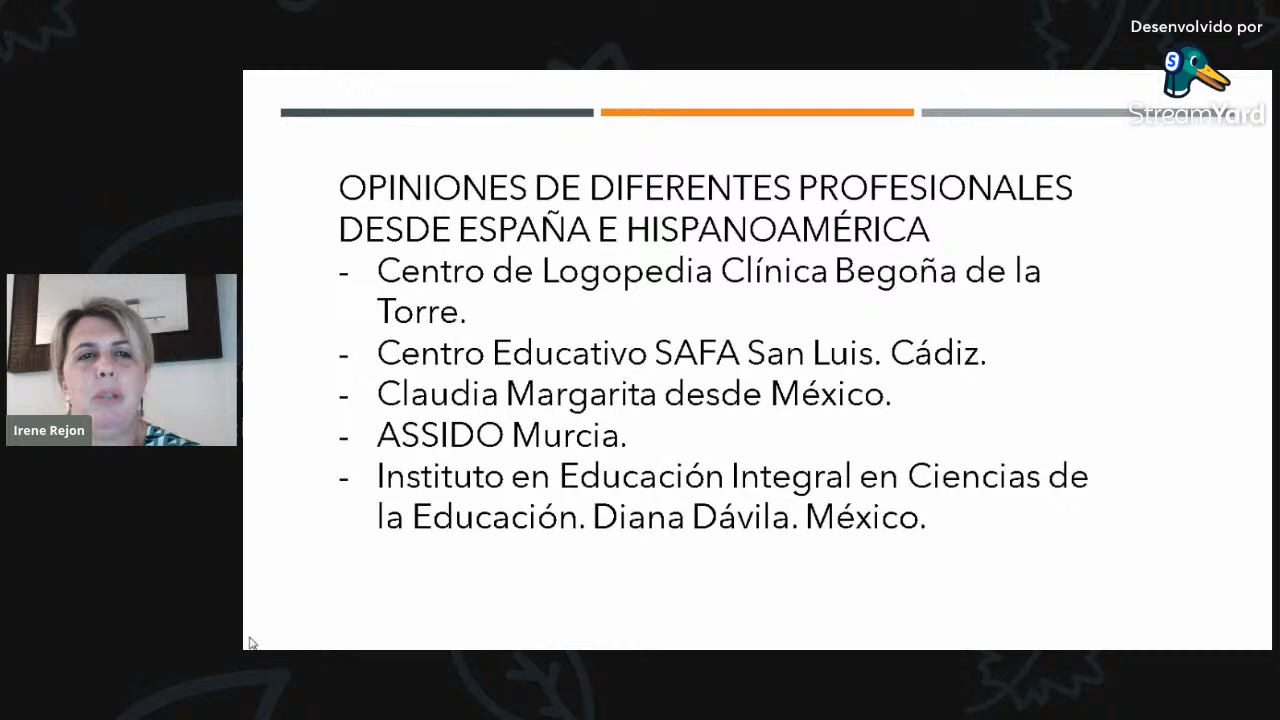 Desenvolvido por
StreamYard
OPINIONES DE DIFERENTES PROFESIONALES
DESDE ESPAÑA E HISPANOAMÉRICA
- Centro de Logopedia Clínica Begoña de la
Torre.
- Centro Educativo SAFA San Luis. Cádiz.
- Claudia Margarita desde México.
- ASSIDO Murcia.
- Instituto en Educación Integral en Ciencias de
la Educación. Diana Dávila. México.
Irene Rejon